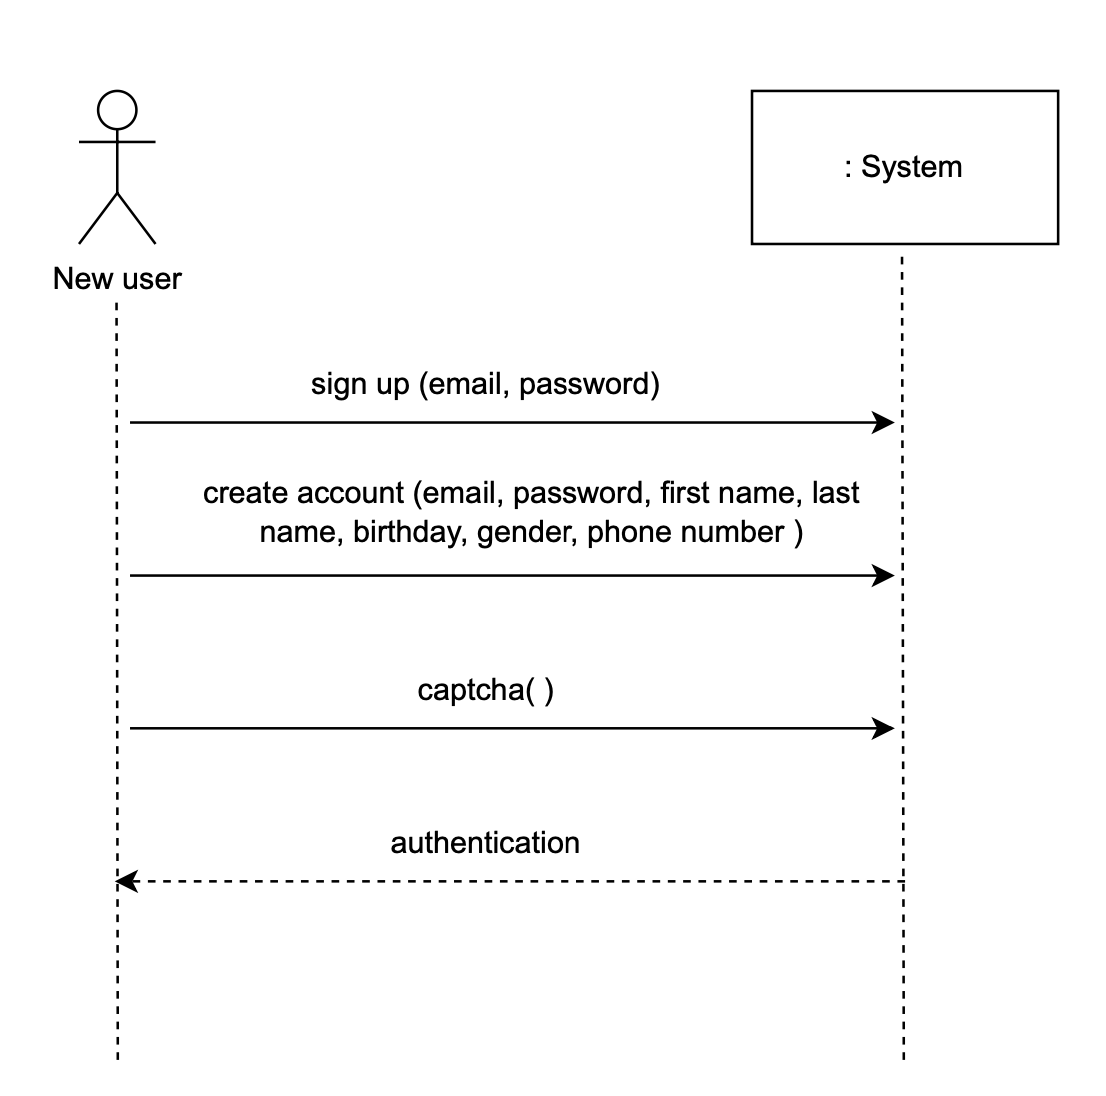 : System
New user
sign up (email, password)
create account (email, password, first name, last
name, birthday, gender, phone number )
captcha( )
authentication